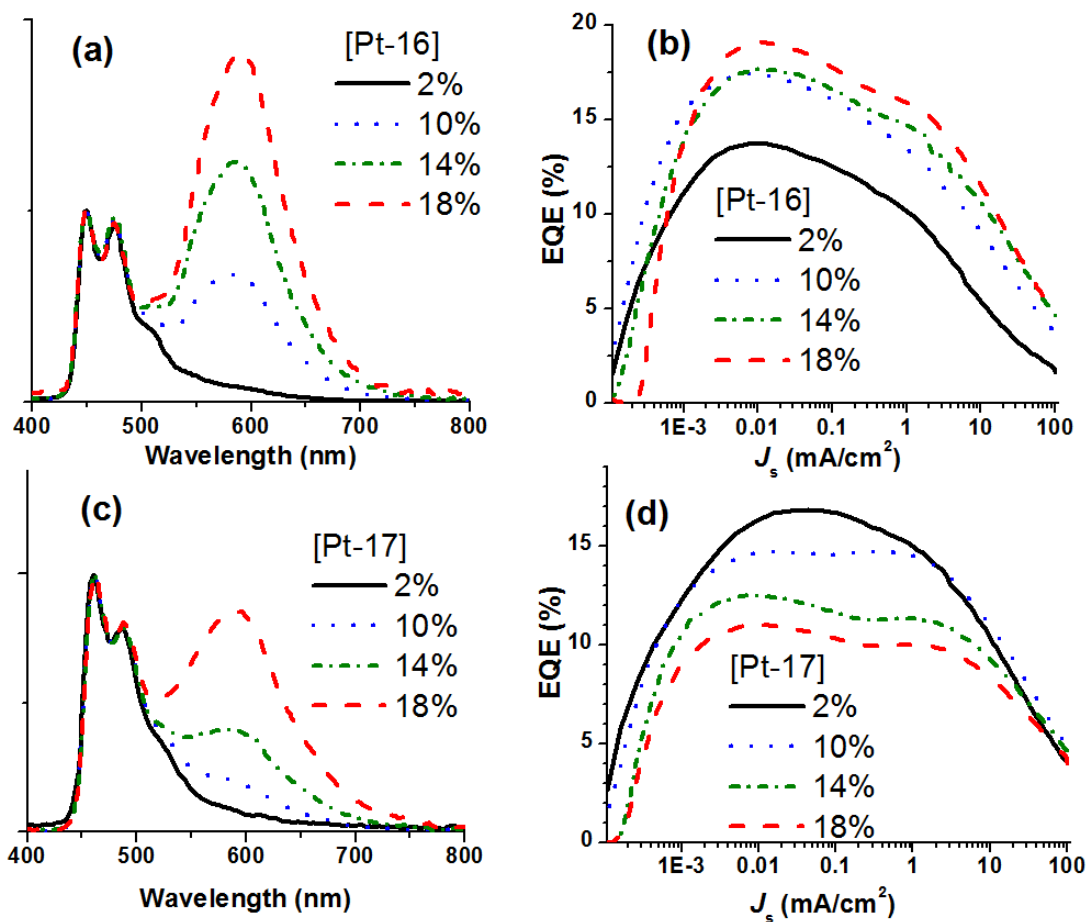 (a)
[Pt-16]
2%
10%
14%
18%
400 500 600 700 800
Wavelength (nm)
(b)
20
15
10
5
0
EQE (%)
[Pt-16]
2%
10%
14%
18%
1E-3 0.01 0.1 1 10 100
Js (mA/cm²)
(c)
[Pt-17]
2%
10%
14%
18%
400 500 600 700 800
Wavelength (nm)
(d)
15
10
5
0
EQE (%)
[Pt-17]
2%
10%
14%
18%
1E-3 0.01 0.1 1 10 100
Js (mA/cm²)